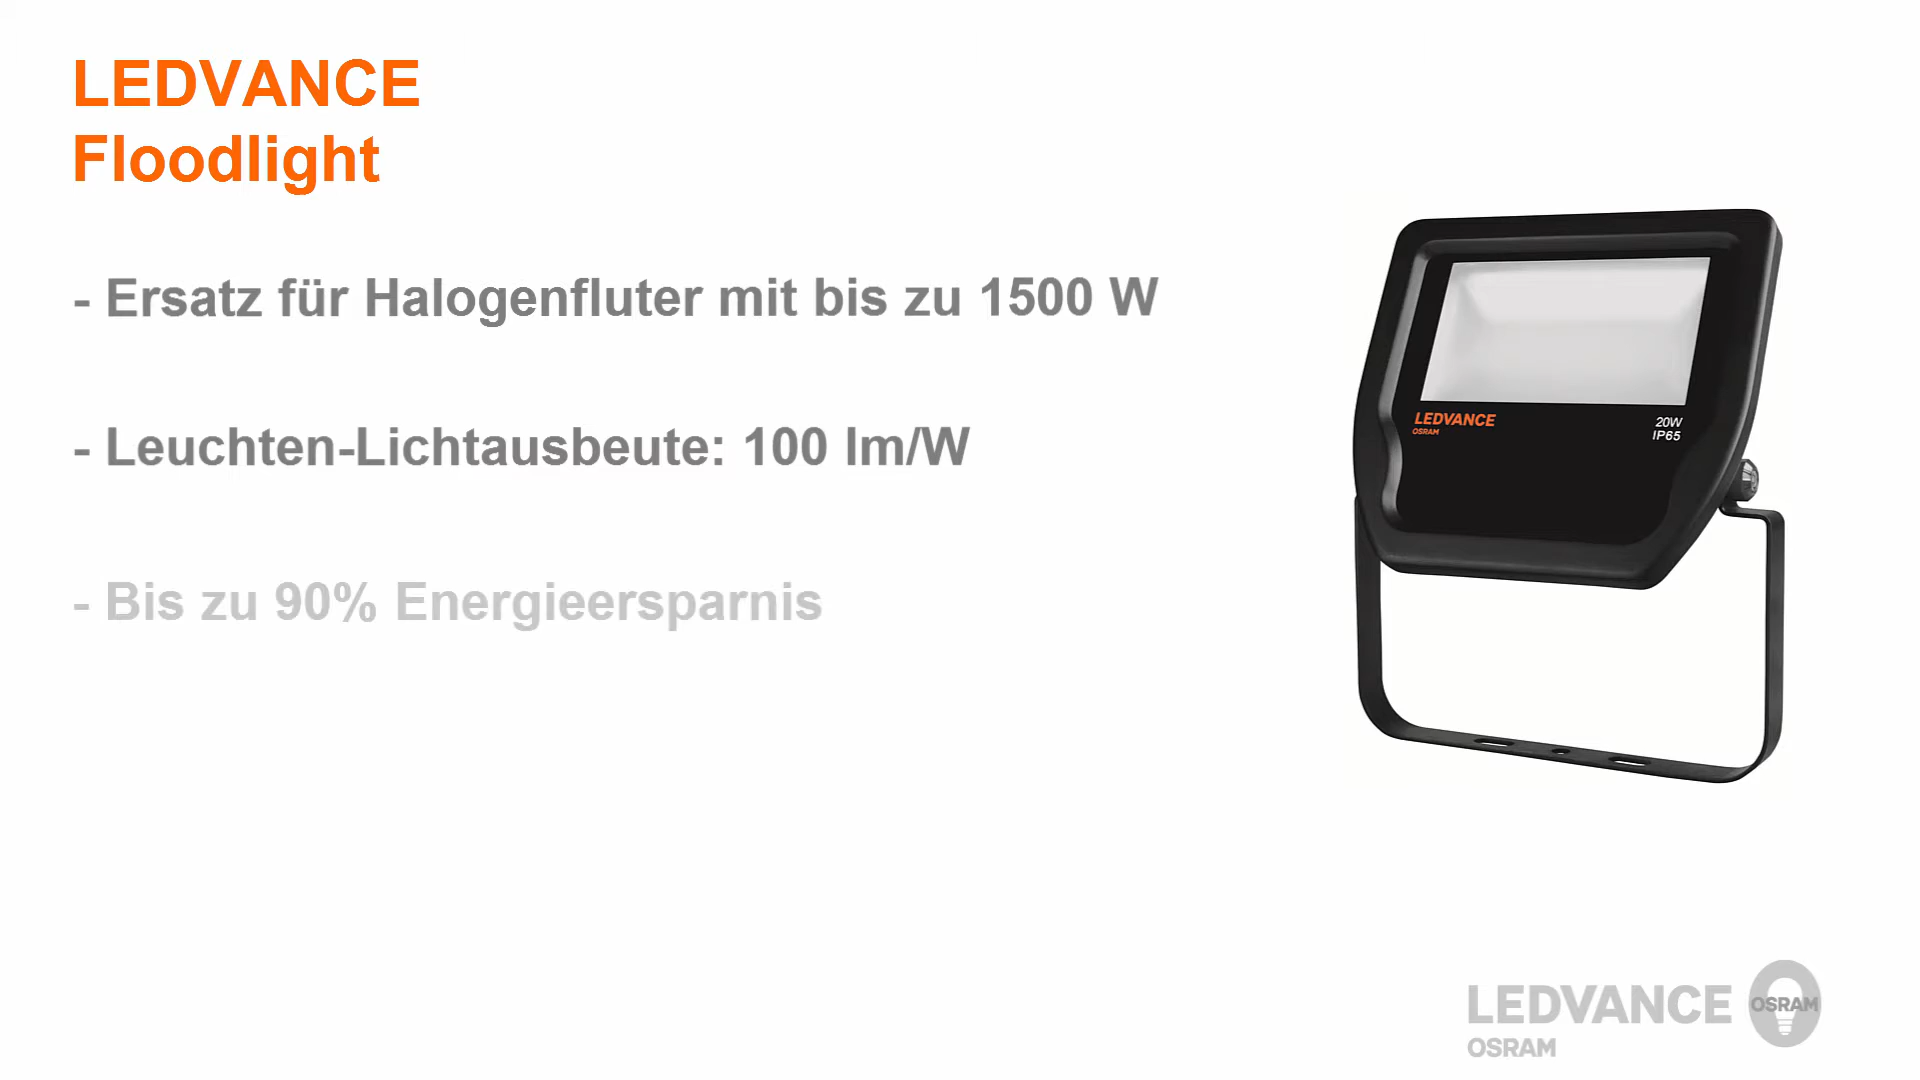 LEDVANCE
Floodlight
- Ersatz für Halogenfluter mit bis zu 1500 W
- Leuchten-Lichtausbeute: 100 lm/W
- Bis zu 90% Energieersparnis
LEDVANCE
OSRAM
20W
IP65
LEDVANCE
OSRAM
OSRAM